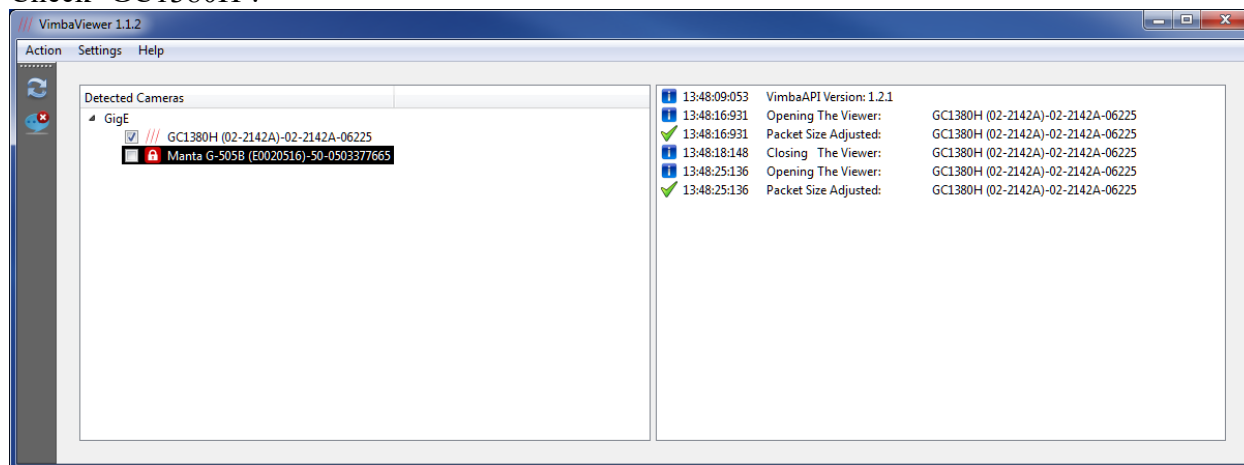 Check "GC1380H".
VimbaViewer 1.1.2
Action Settings Help
Detected Cameras
GigE
GC1380H (02-2142A)-02-2142A-06225
Manta G-505B (E0020516)-50-0503377665
13:48:09:053 VimbaAPI Version: 1.2.1
13:48:16:931 Opening The Viewer: GC1380H (02-2142A)-02-2142A-06225
13:48:16:931 Packet Size Adjusted: GC1380H (02-2142A)-02-2142A-06225
13:48:18:148 Closing The Viewer: GC1380H (02-2142A)-02-2142A-06225
13:48:25:136 Opening The Viewer: GC1380H (02-2142A)-02-2142A-06225
13:48:25:136 Packet Size Adjusted: GC1380H (02-2142A)-02-2142A-06225